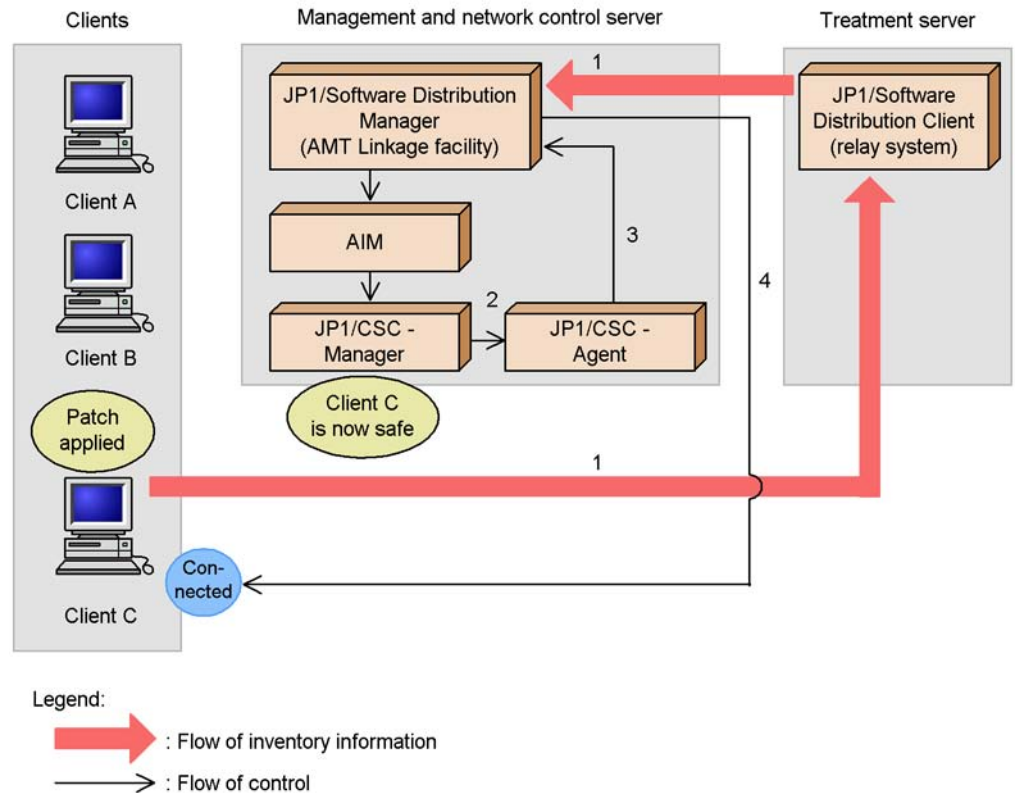 Clients
Management and network control server
Treatment server
1
JP1/Software Distribution
Manager
(AMT Linkage facility)
JP1/Software
Distribution Client
(relay system)
Client A
AIM
3
4
2
JP1/CSC -
Manager
JP1/CSC -
Agent
Client B
Patch
applied
Client C
is now safe
1
Con-
nected
Client C
Legend:
: Flow of inventory information
: Flow of control